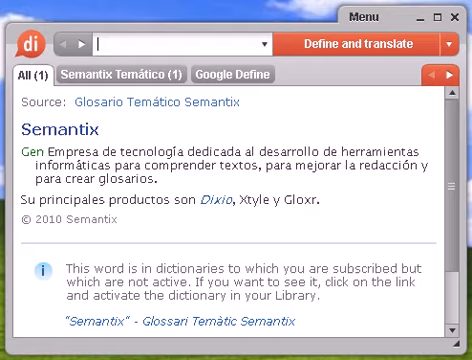 Menu
di
Define and translate
All (1) Semantix Temático (1) Google Define
Source: Glosario Temático Semantix
Semantix
Gen Empresa de tecnología dedicada al desarrollo de herramientas
informáticas para comprender textos, para mejorar la redacción y
para crear glosarios.
Su principales productos son Dixio, Xtyle y Gloxr.
© 2010 Semantix
i
This word is in dictionaries to which you are subscribed but
which are not active. If you want to see it, click on the link
and activate the dictionary in your Library.
"Semantix" - Glossari Temàtic Semantix